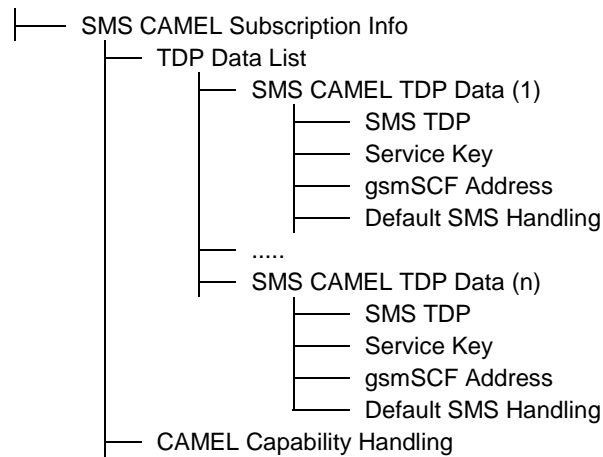 SMS CAMEL Subscription Info
TDP Data List
SMS CAMEL TDP Data (1)
SMS TDP
Service Key
gsmSCF Address
Default SMS Handling
.....
SMS CAMEL TDP Data (n)
SMS TDP
Service Key
gsmSCF Address
Default SMS Handling
CAMEL Capability Handling